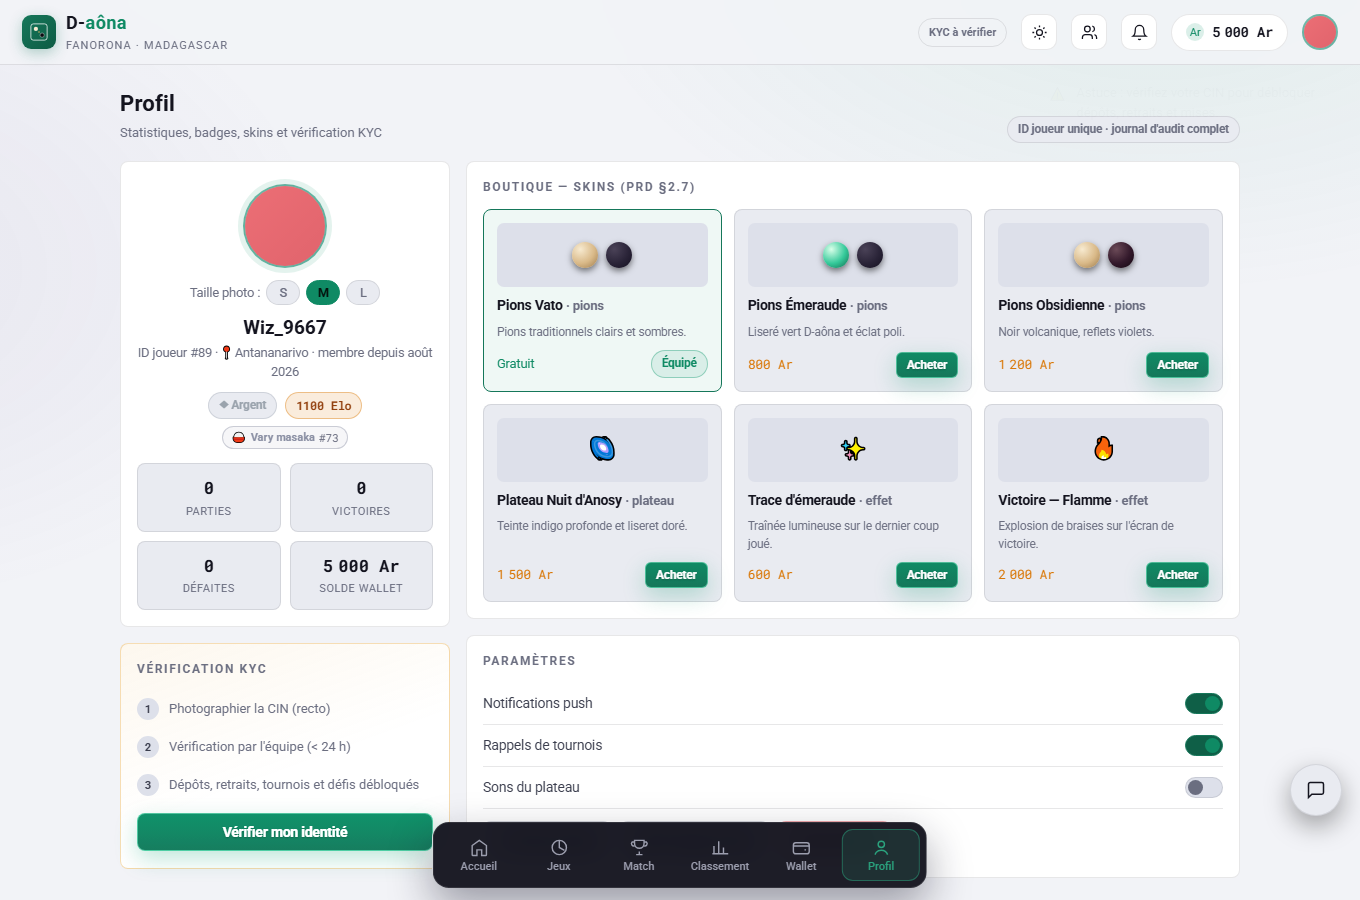 D-aôna
FANORONA · MADAGASCAR
KYC à vérifier
Ar 5 000 Ar
Profil
Statistiques, badges, skins et vérification KYC
ID joueur unique · journal d'audit complet
Taille photo : S M L
Wiz_9667
ID joueur #89 · Antananarivo · membre depuis août
2026
Argent
1100 Elo
Vary masaka #73
0
PARTIES
0
VICTOIRES
0
DÉFAITES
5 000 Ar
SOLDE WALLET
VÉRIFICATION KYC
1 Photographier la CIN (recto)
2 Vérification par l'équipe (< 24 h)
3 Dépôts, retraits, tournois et défis débloqués
Vérifier mon identité
BOUTIQUE — SKINS (PRD §2.7)
Pions Vato · pions
Pions traditionnels clairs et sombres.
Gratuit
Équipé
Pions Émeraude · pions
Liseré vert D-aôna et éclat poli.
800 Ar
Acheter
Pions Obsidienne · pions
Noir volcanique, reflets violets.
1 200 Ar
Acheter
Plateau Nuit d'Anosy · plateau
Teinte indigo profonde et liseret doré.
1 500 Ar
Acheter
Trace d'émeraude · effet
Traînée lumineuse sur le dernier coup
joué.
600 Ar
Acheter
Victoire — Flamme · effet
Explosion de braises sur l'écran de
victoire.
2 000 Ar
Acheter
PARAMÈTRES
Notifications push
Rappels de tournois
Sons du plateau
Accueil
Jeux
Match
Classement
Wallet
Profil